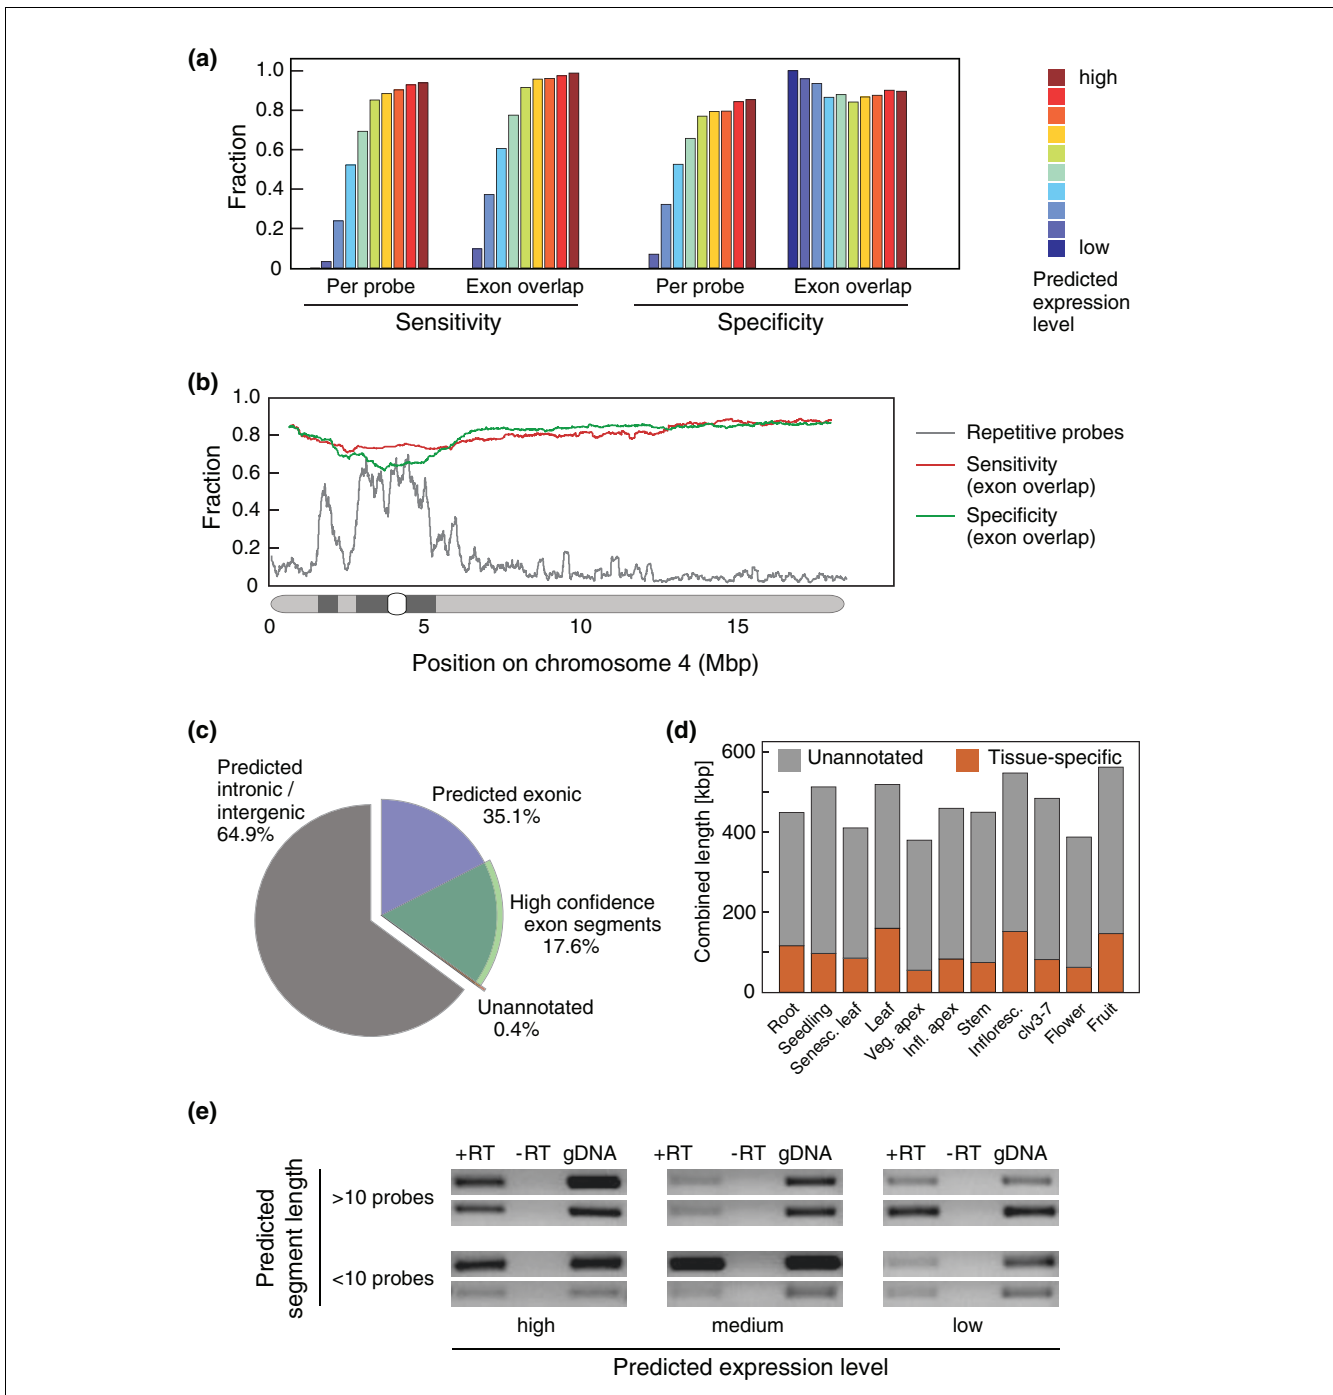 (a)
1.0
0.8
0.6
0.4
0.2
0
Fraction
Per probe
Exon overlap
Per probe
Exon overlap
Sensitivity
Specificity
high
low
Predicted
expression
level
(b)
1.0
0.8
0.6
0.4
0.2
0
Fraction
Repetitive probes
Sensitivity
(exon overlap)
Specificity
(exon overlap)
0
5
10
15
Position on chromosome 4 (Mbp)
(c)
Predicted
intronic /
intergenic
64.9%
Predicted exonic
35.1%
High confidence
exon segments
17.6%
Unannotated
0.4%
(d)
600
400
200
0
Combined length [kbp]
Unannotated
Tissue-specific
Root
Seedling
Senesc. leaf
Leaf
Veg. apex
Infl. apex
Stem
Infloresc.
clv3-7
Flower
Fruit
(e)
+RT -RT gDNA
+RT -RT gDNA
+RT -RT gDNA
Predicted
segment length
>10 probes
<10 probes
high
medium
low
Predicted expression level